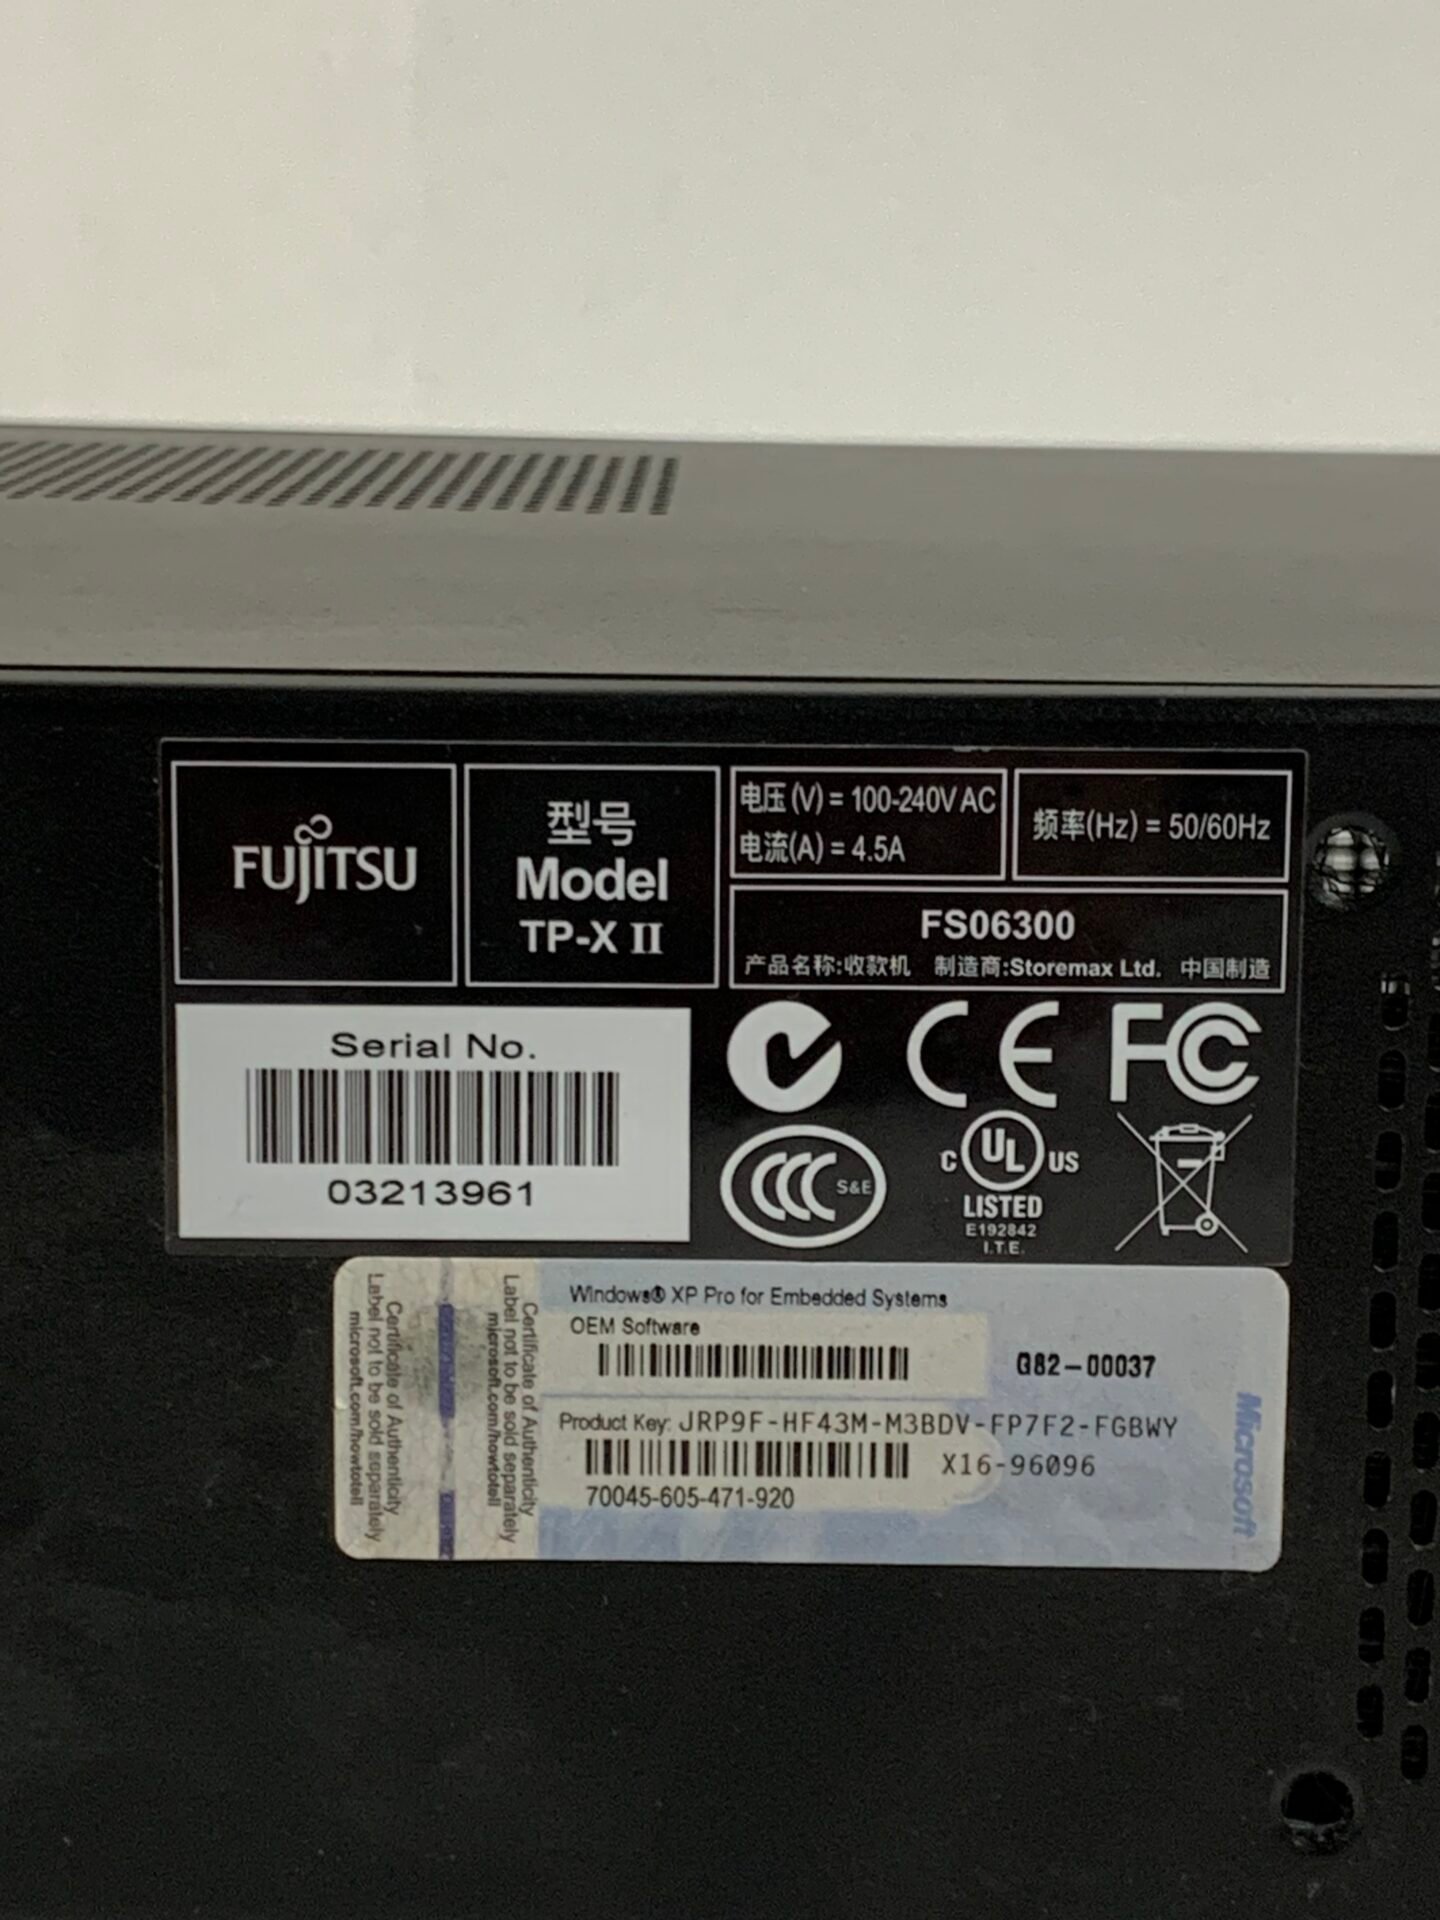 FUJITSU
型号
Model
TP-X II
电压(V) = 100-240V AC
电流(A) = 4.5A
频率(Hz) = 50/60Hz
FS06300
产品名称:收款机 制造商:Storemax Ltd. 中国制造
Serial No.
03213961
CE FC
CCC S&E
C UL US
LISTED
E192842
I.T.E.
Certificate of Authenticity
Label not to be sold separately
microsoft.com/howtotell
Certificate of Authenticity
Label not to be sold separately
microsoft.com/howtotell
Windows® XP Pro for Embedded Systems
OEM Software
G82-00037
Product Key: JRP9F-HF43M-M3BDV-FP7F2-FGBWY
X16-96096
70045-605-471-920
Microsoft